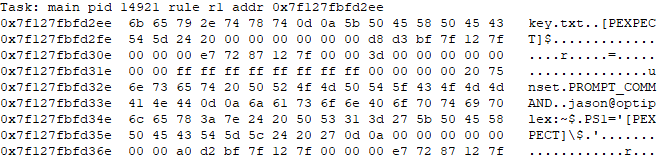 Task: main pid 14921 rule r1 addr 0x7f127fbfd2ee
0x7f127fbfd2ee 6b 65 79 2e 74 78 74 0d 0a 5b 50 45 58 50 45 43 key.txt..[PEXPEC
0x7f127fbfd2fe 54 5d 24 20 00 00 00 00 00 00 d8 d3 bf 7f 12 7f T]$.............
0x7f127fbfd30e 00 00 00 e7 72 87 12 7f 00 00 3d 00 00 00 00 00 ....r.....=.....
0x7f127fbfd31e 00 00 ff ff ff ff ff ff ff ff 00 00 00 00 20 75 ...............u
0x7f127fbfd32e 6e 73 65 74 20 50 52 4f 4d 50 54 5f 43 4f 4d 4d nset.PROMPT_COMM
0x7f127fbfd33e 41 4e 44 0d 0a 6a 61 73 6f 6e 40 6f 70 74 69 70 AND..jason@optip
0x7f127fbfd34e 6c 65 78 3a 7e 24 20 50 53 31 3d 27 5b 50 45 58 lex:~$.PS1='[PEX
0x7f127fbfd35e 50 45 43 54 5d 5c 24 20 27 0d 0a 00 00 00 00 00 PECT]\$.'.......
0x7f127fbfd36e 00 00 a0 d2 bf 7f 12 7f 00 00 00 e7 72 87 12 7f ............r...